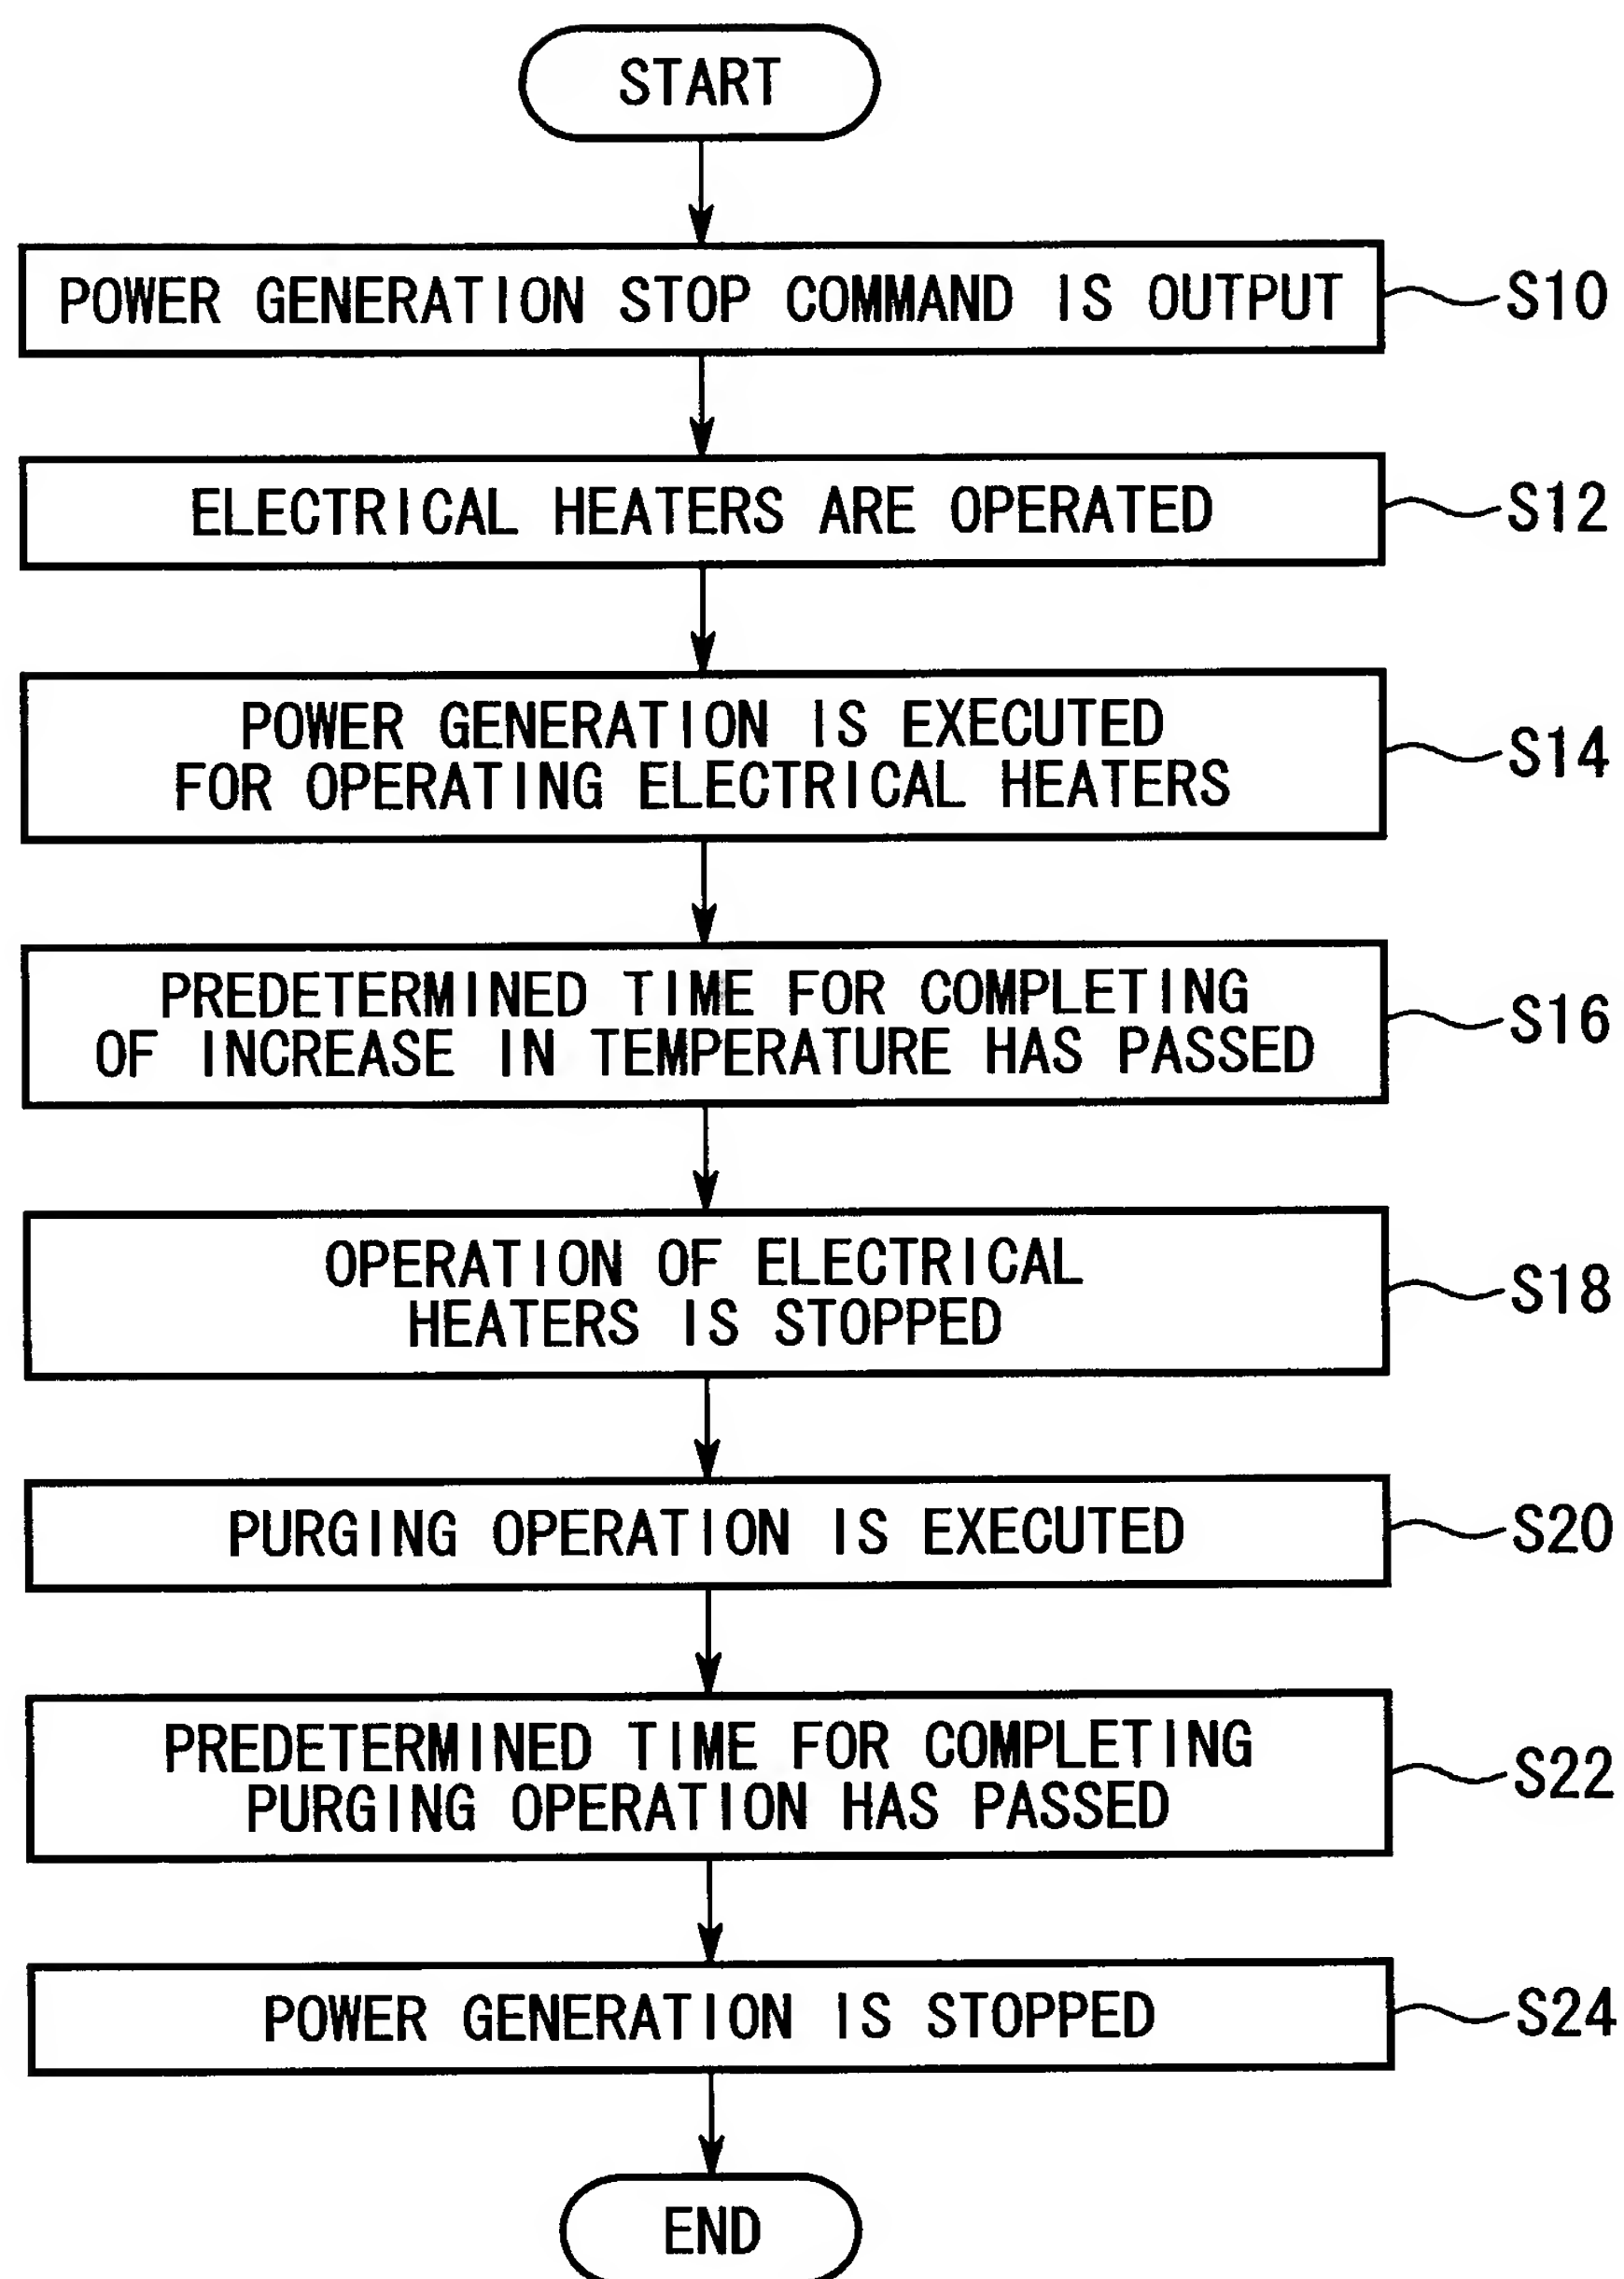 START
POWER GENERATION STOP COMMAND IS OUTPUT
S10
ELECTRICAL HEATERS ARE OPERATED
S12
POWER GENERATION IS EXECUTED
FOR OPERATING ELECTRICAL HEATERS
S14
PREDETERMINED TIME FOR COMPLETING
OF INCREASE IN TEMPERATURE HAS PASSED
S16
OPERATION OF ELECTRICAL
HEATERS IS STOPPED
S18
PURGING OPERATION IS EXECUTED
S20
PREDETERMINED TIME FOR COMPLETING
PURGING OPERATION HAS PASSED
S22
POWER GENERATION IS STOPPED
S24
END